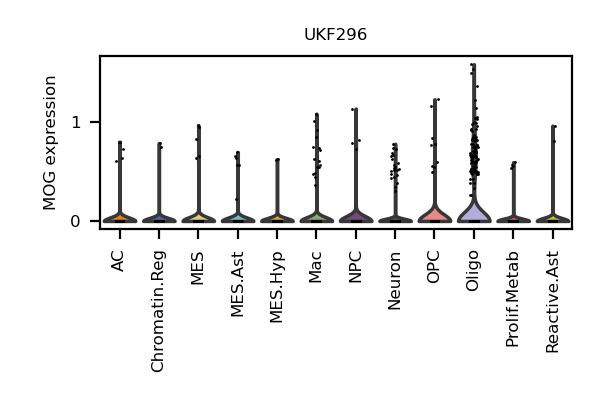 UKF296
MOG expression
1
0
AC
Chromatin.Reg
MES
MES.Ast
MES.Hyp
Mac
NPC
Neuron
OPC
Oligo
Prolif.Metab
Reactive.Ast